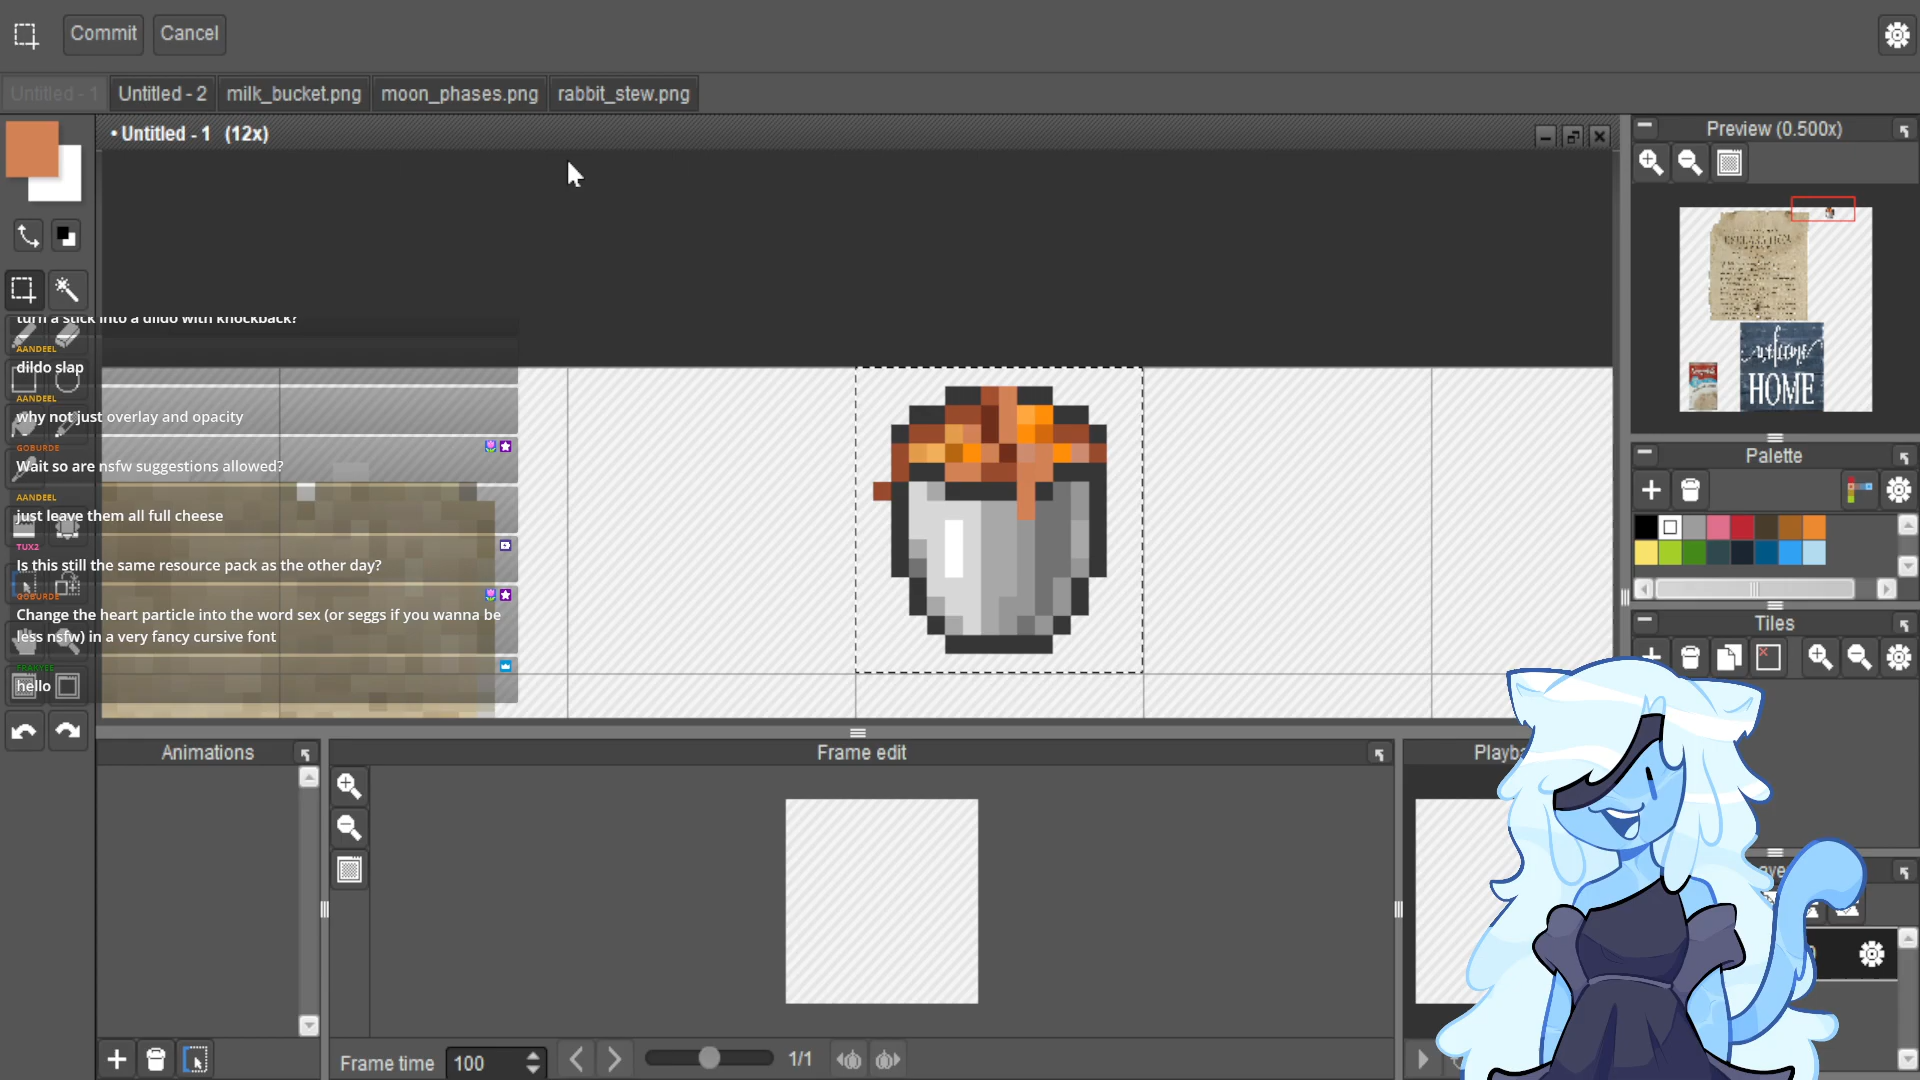 Commit Cancel
Untitled - 1 Untitled - 2 milk_bucket.png moon_phases.png rabbit_stew.png
• Untitled - 1 (12x)
Preview (0.500x)
welcome
HOME
turn a stick into a dildo with knockback?
AANDEEL
dildo slap
AANDEEL
why not just overlay and opacity
GOBURDE
Wait so are nsfw suggestions allowed?
AANDEEL
just leave them all full cheese
TUX2
Is this still the same resource pack as the other day?
GOBURDE
Change the heart particle into the word sex (or seggs if you wanna be
less nsfw) in a very fancy cursive font
FRAKYEE
hello
Palette
Tiles
Animations
Frame edit
Frame time 100
1/1